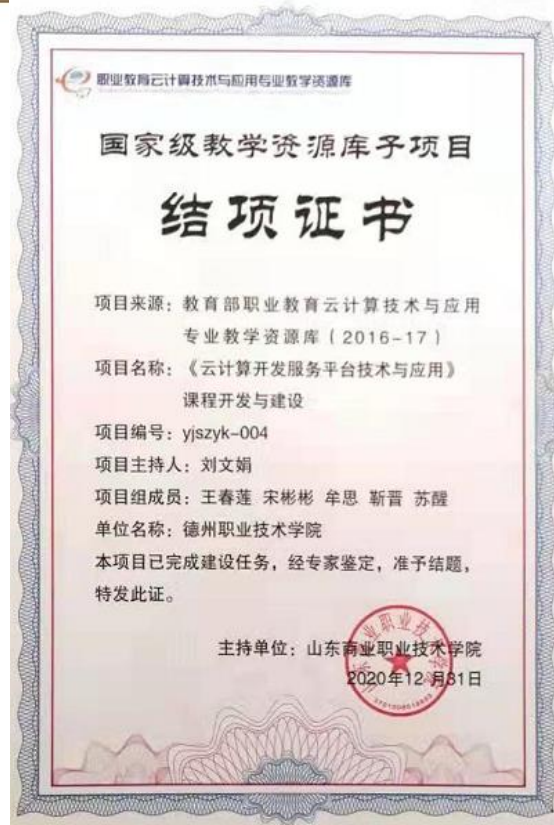 职业教育云计算技术与应用专业教学资源库
国家级教学资源库子项目
结项证书
项目来源：教育部职业教育云计算技术与应用
专业教学资源库（2016-17）
项目名称：《云计算开发服务平台技术与应用》
课程开发与建设
项目编号：yjszyk-004
项目主持人：刘文娟
项目组成员：王春莲 宋彬彬 牟思 靳晋 苏醒
单位名称：德州职业技术学院
本项目已完成建设任务，经专家鉴定，准予结题，
特发此证。
主持单位：山东商业职业技术学院
2020年12月31日